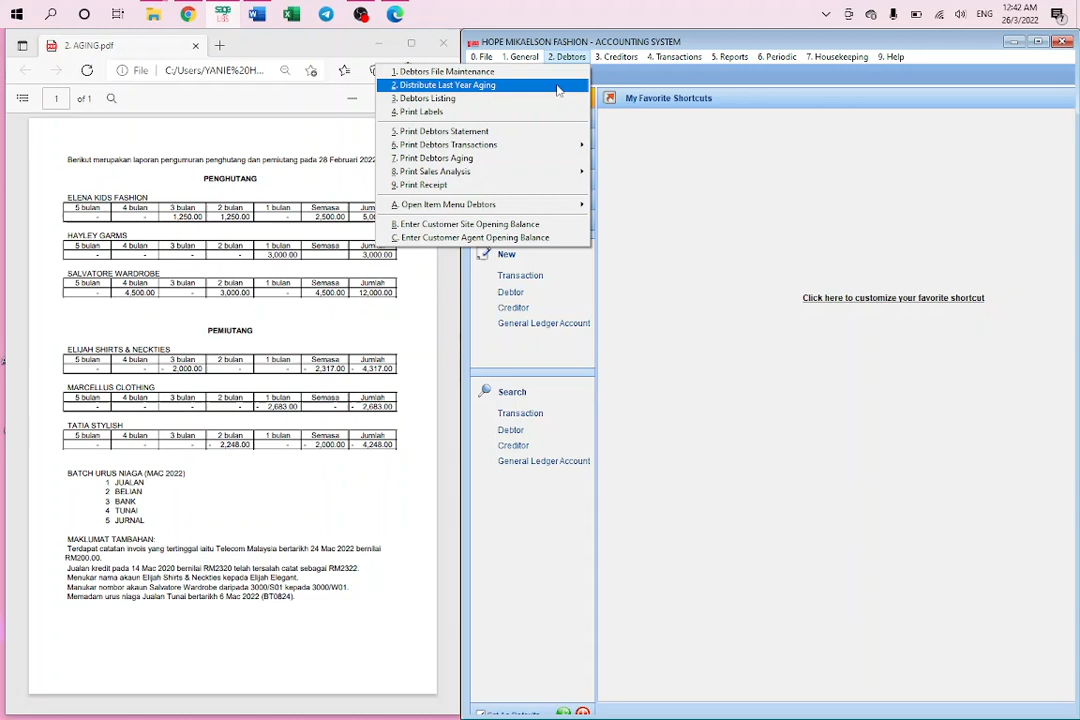 12:42 AM
ENG
26/3/2022
2. AGING.pdf
File
C:/Users/YANIE%20H...
1
of 1
Berikut merupakan laporan pengumuran penghutang dan pemiutang pada 28 Februari 2022
PENGHUTANG
ELENA KIDS FASHION
5 bulan 4 bulan 3 bulan 2 bulan 1 bulan Semasa Jumlah
- - 1,250.00 1,250.00 - 2,500.00 5,0
HAYLEY GARMS
5 bulan 4 bulan 3 bulan 2 bulan 1 bulan Semasa Jumlah
- - - - 3,000.00 3,000.00
SALVATORE WARDROBE
5 bulan 4 bulan 3 bulan 2 bulan 1 bulan Semasa Jumlah
- 4,500.00 - 3,000.00 - 4,500.00 12,000.00
PEMIUTANG
ELIJAH SHIRTS & NECKTIES
5 bulan 4 bulan 3 bulan 2 bulan 1 bulan Semasa Jumlah
- - - 2,000.00 - - - 2,317.00 - 4,317.00
MARCELLUS CLOTHING
5 bulan 4 bulan 3 bulan 2 bulan 1 bulan Semasa Jumlah
- - - - - 2,683.00 - - 2,683.00
TATIA STYLISH
5 bulan 4 bulan 3 bulan 2 bulan 1 bulan Semasa Jumlah
- - - - 2,248.00 - - 2,000.00 - 4,248.00
BATCH URUS NIAGA (MAC 2022)
1 JUALAN
2 BELIAN
3 BANK
4 TUNAI
5 JURNAL
MAKLUMAT TAMBAHAN:
Terdapat catatan invois yang tertinggal iaitu Telecom Malaysia bertarikh 24 Mac 2022 bernilai
RM200.00.
Jualan kredit pada 14 Mac 2020 bernilai RM2320 telah tersalah catat sebagai RM2322.
Menukar nama akaun Elijah Shirts & Neckties kepada Elijah Elegant.
Manukar nombor akaun Salvatore Wardrobe daripada 3000/S01 kepada 3000/W01.
Memadam urus niaga Jualan Tunai bertarikh 6 Mac 2022 (BT0824).
HOPE MIKAELSON FASHION - ACCOUNTING SYSTEM
0. File 1. General 2. Debtors 3. Creditors 4. Transactions 5. Reports 6. Periodic 7. Housekeeping 9. Help
1. Debtors File Maintenance
2. Distribute Last Year Aging
3. Debtors Listing
4. Print Labels
5. Print Debtors Statement
6. Print Debtors Transactions
7. Print Debtors Aging
8. Print Sales Analysis
9. Print Receipt
A. Open Item Menu Debtors
B. Enter Customer Site Opening Balance
C. Enter Customer Agent Opening Balance
My Favorite Shortcuts
Click here to customize your favorite shortcut
New
Transaction
Debtor
Creditor
General Ledger Account
Search
Transaction
Debtor
Creditor
General Ledger Account